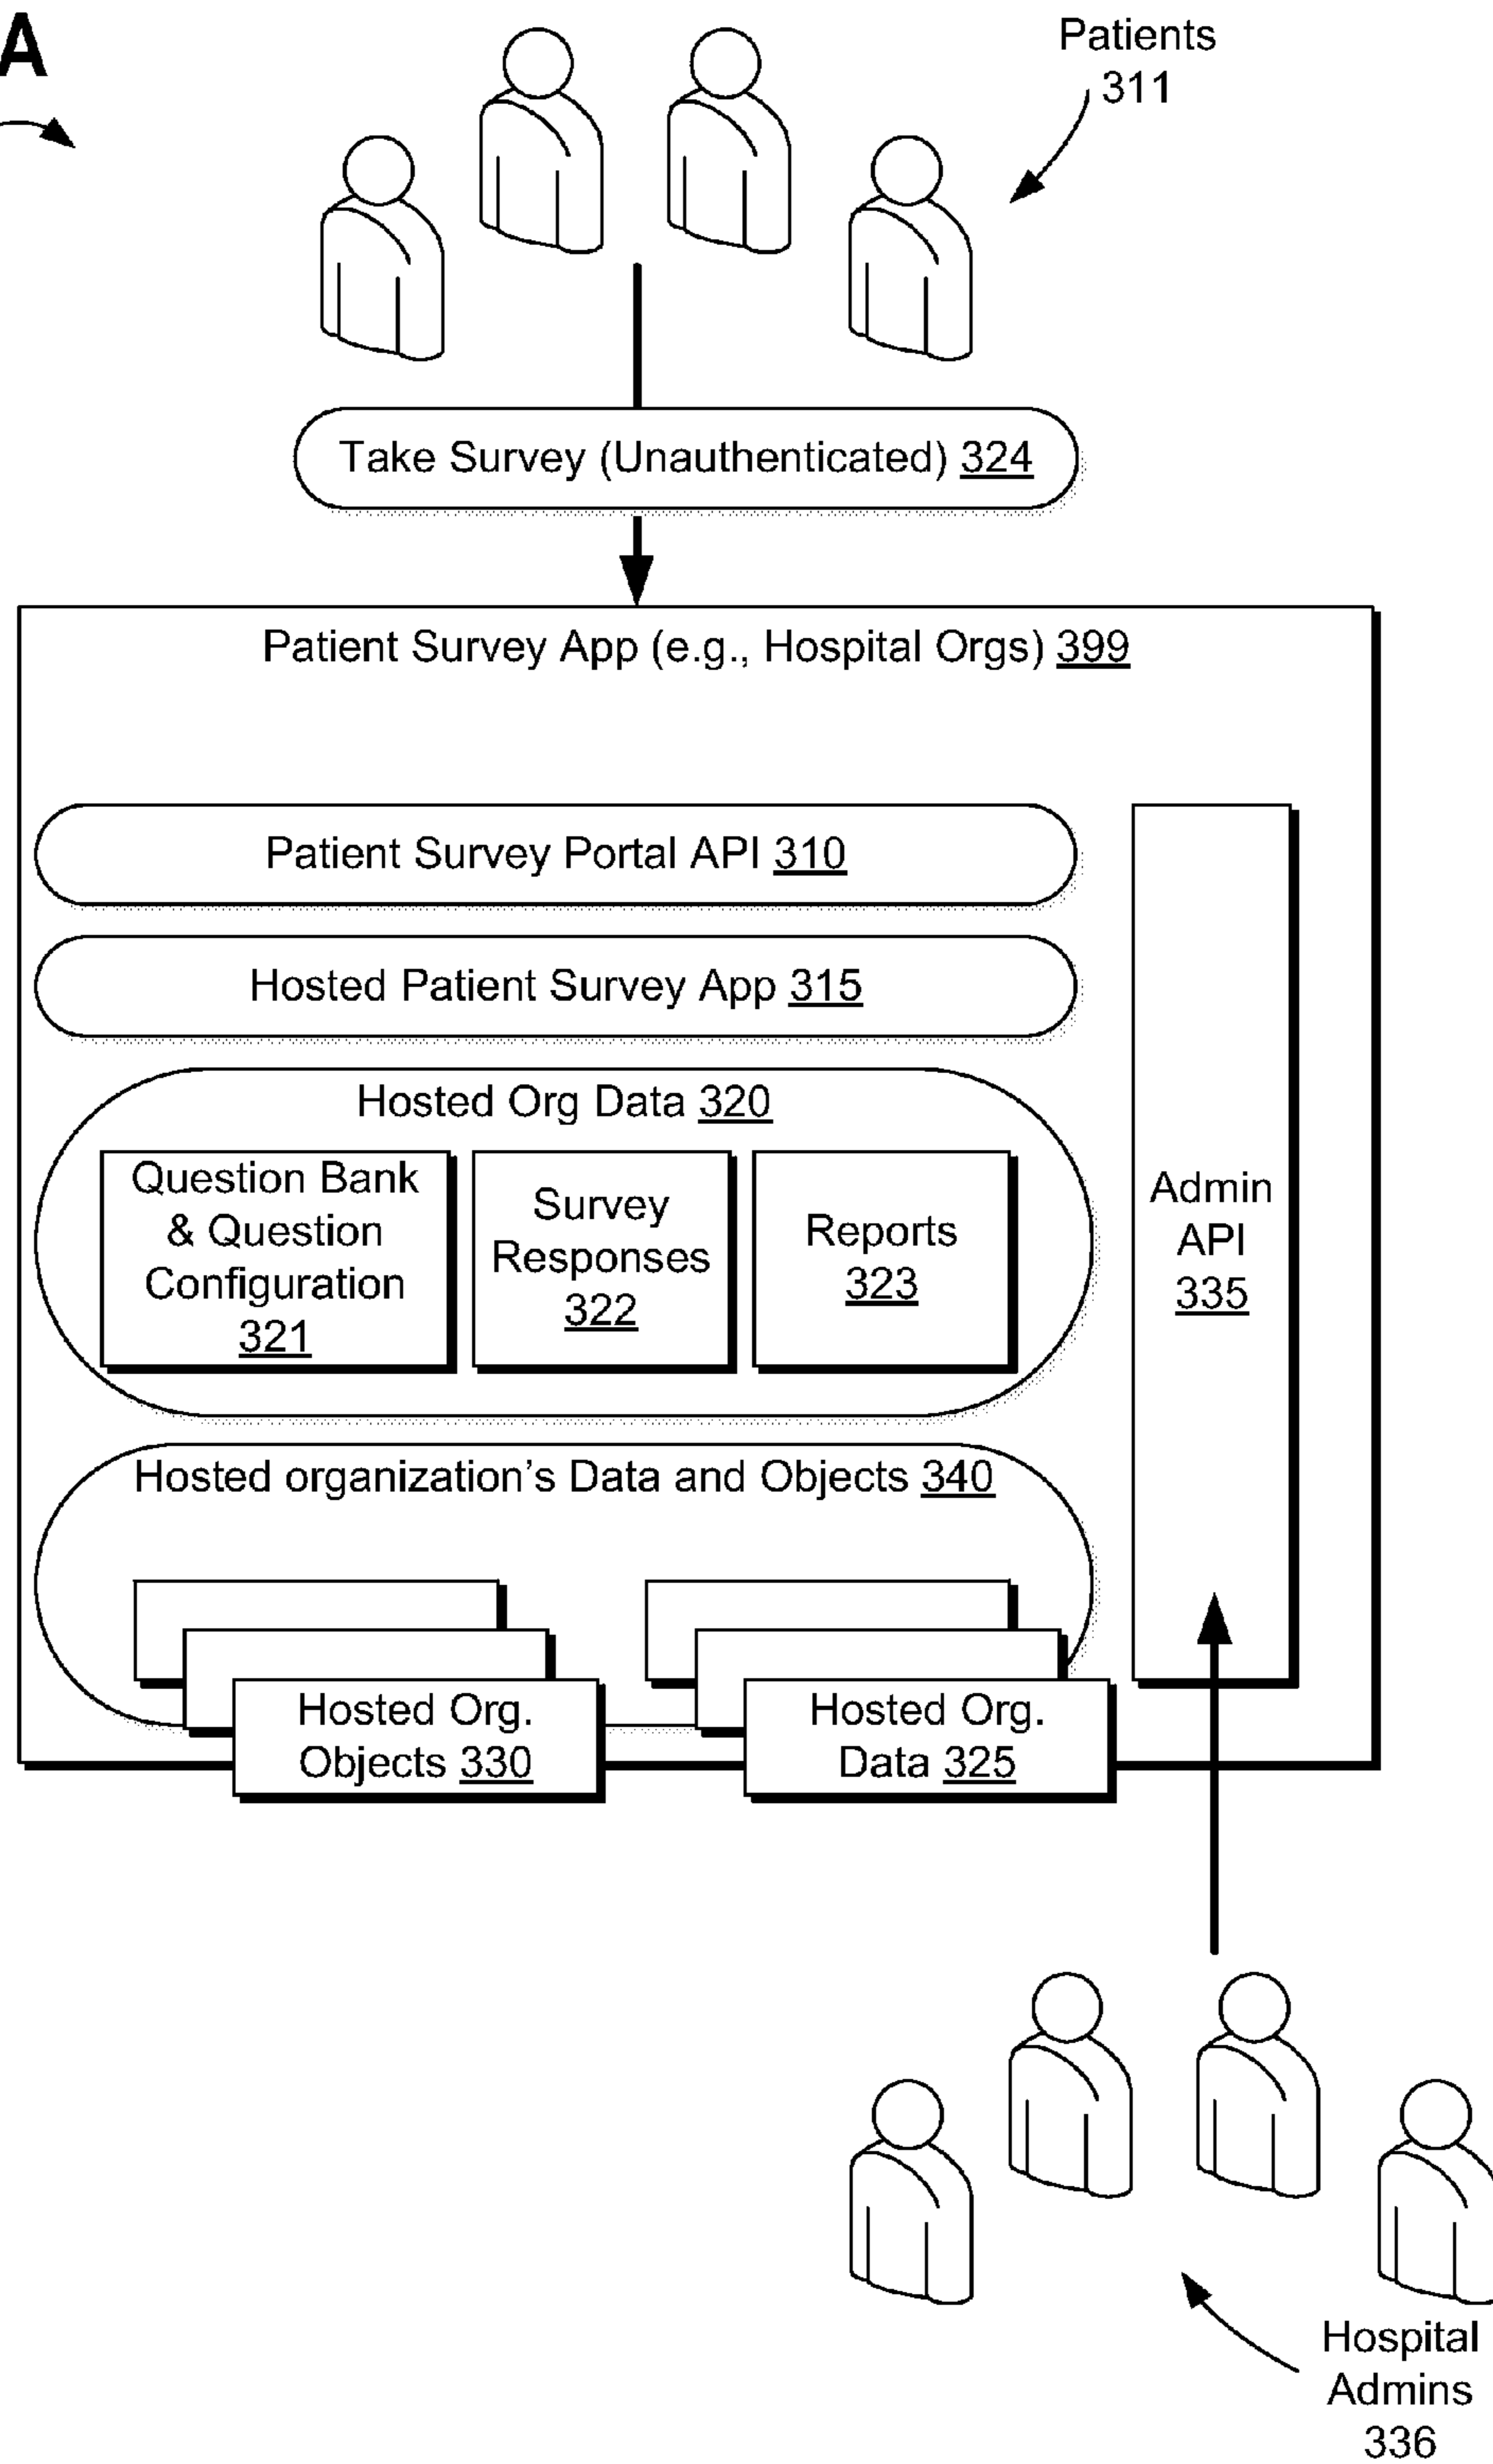 A
Patients
311
Take Survey (Unauthenticated) 324
Patient Survey App (e.g., Hospital Orgs) 399
Patient Survey Portal API 310
Hosted Patient Survey App 315
Hosted Org Data 320
Question Bank
& Question
Configuration
321
Survey
Responses
322
Reports
323
Admin
API
335
Hosted organization's Data and Objects 340
Hosted Org.
Objects 330
Hosted Org.
Data 325
Hospital
Admins
336